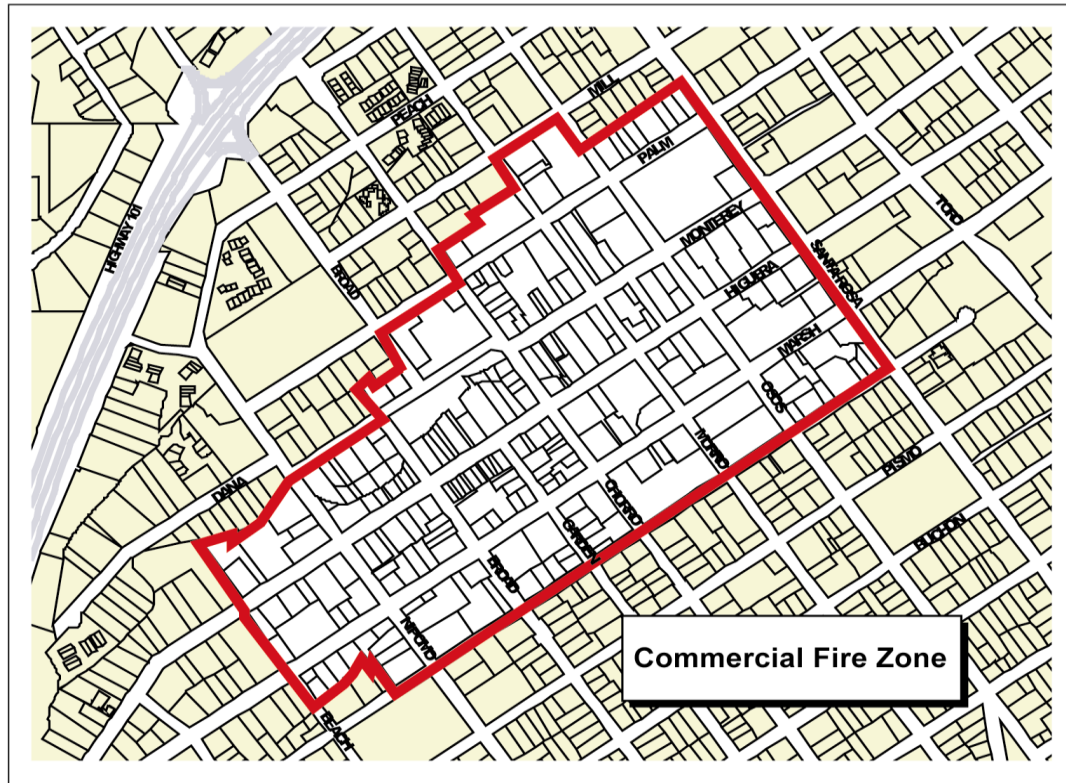 MILL
PEACH
PALM
TORO
MONTEREY
HIGHWAY 101
SANTA ROSA
BROAD
HIGUERA
MARSH
OSOS
MORRO
PISMO
DANA
CHORRO
BUCHON
GARDEN
BROAD
NIPOMO
Commercial Fire Zone
BEACH